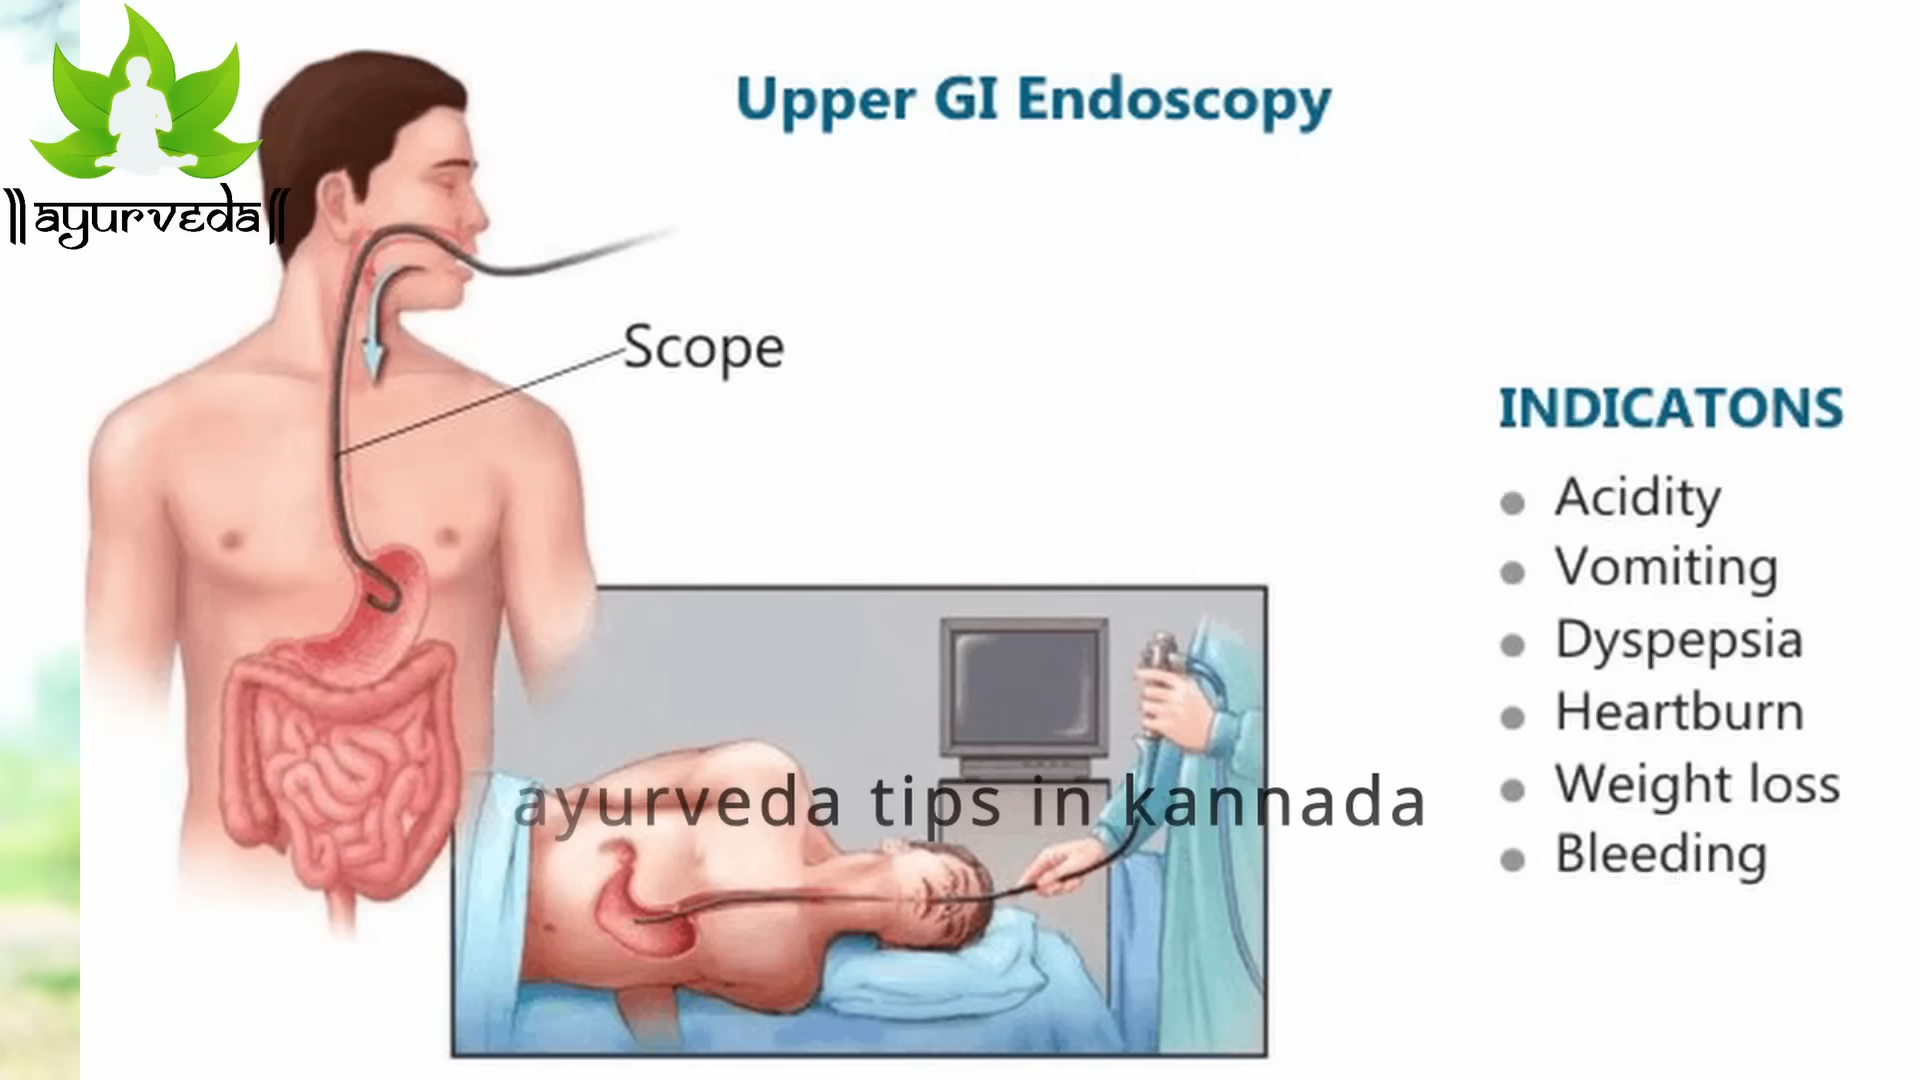 ||ayurveda||
Upper GI Endoscopy
Scope
INDICATONS
Acidity
Vomiting
Dyspepsia
Heartburn
Weight loss
Bleeding
ayurveda tips in kannada